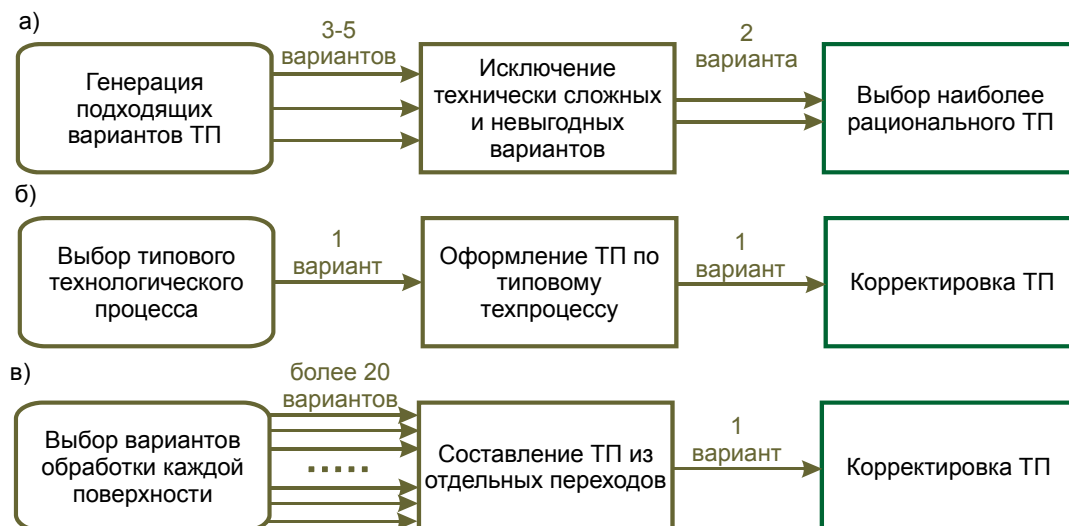 а)
3-5
вариантов
Генерация
подходящих
вариантов ТП
Исключение
технически сложных
и невыгодных
вариантов
2
варианта
Выбор наиболее
рационального ТП
б)
Выбор типового
технологического
процесса
1
вариант
Оформление ТП по
типовому
техпроцессу
1
вариант
Корректировка ТП
в)
более 20
вариантов
Выбор вариантов
обработки каждой
поверхности
Составление ТП из
отдельных переходов
1
вариант
Корректировка ТП